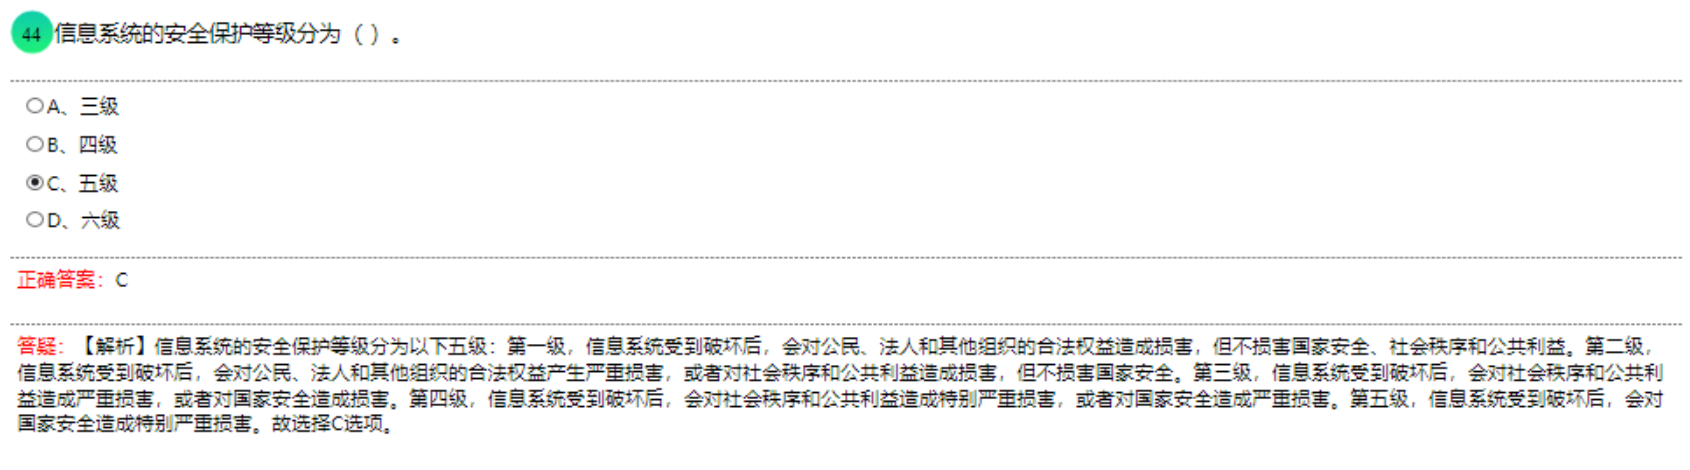 44 信息系统的安全保护等级分为（ ）。
A、三级
B、四级
C、五级
D、六级
正确答案：C
答疑：【解析】信息系统的安全保护等级分为以下五级：第一级，信息系统受到破坏后，会对公民、法人和其他组织的合法权益造成损害，但不损害国家安全、社会秩序和公共利益。第二级，
信息系统受到破坏后，会对公民、法人和其他组织的合法权益产生严重损害，或者对社会秩序和公共利益造成损害，但不损害国家安全。第三级，信息系统受到破坏后，会对社会秩序和公共利
益造成严重损害，或者对国家安全造成损害。第四级，信息系统受到破坏后，会对社会秩序和公共利益造成特别严重损害，或者对国家安全造成严重损害。第五级，信息系统受到破坏后，会对
国家安全造成特别严重损害。故选择C选项。